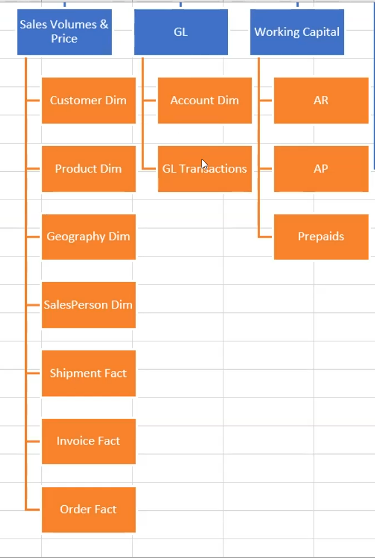 Sales Volumes &
Price
GL
Working Capital
Customer Dim
Account Dim
AR
Product Dim
GL Transactions
AP
Geography Dim
Prepaids
SalesPerson Dim
Shipment Fact
Invoice Fact
Order Fact